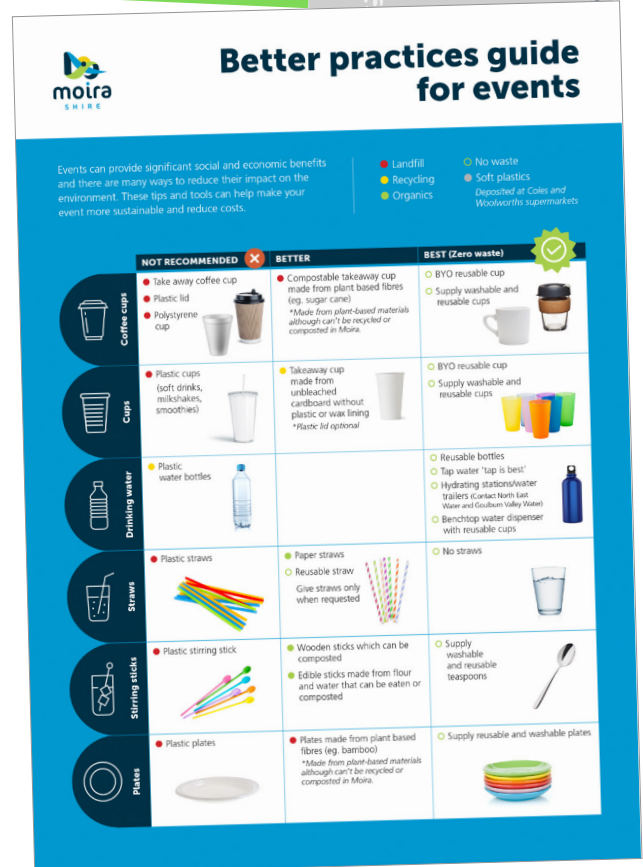 moira
SHIRE
Better practices guide
for events
Events can provide significant social and economic benefits
and there are many ways to reduce their impact on the
environment. These tips and tools can help make your
event more sustainable and reduce costs.
Landfill
Recycling
Organics
No waste
Soft plastics
Deposited at Coles and
Woolworths supermarkets
NOT RECOMMENDED
BETTER
BEST (Zero waste)
Coffee cups
Take away coffee cup
Plastic lid
Polystyrene
cup
Compostable takeaway cup
made from plant based fibres
(eg. sugar cane)
*Made from plant-based materials
although can't be recycled or
composted in Moira.
BYO reusable cup
Supply washable and
reusable cups
Cups
Plastic cups
(soft drinks,
milkshakes,
smoothies)
Takeaway cup
made from
unbleached
cardboard without
plastic or wax lining
*Plastic lid optional
BYO reusable cup
Supply washable and
reusable cups
Drinking water
Plastic
water bottles
Reusable bottles
Tap water 'tap is best'
Hydrating stations/water
trailers (Contact North East
Water and Goulburn Valley Water)
Benchtop water dispenser
with reusable cups
Straws
Plastic straws
Paper straws
Reusable straw
Give straws only
when requested
No straws
Stirring sticks
Plastic stirring stick
Wooden sticks which can be
composted
Edible sticks made from flour
and water that can be eaten or
composted
Supply
washable
and reusable
teaspoons
Plates
Plastic plates
Plates made from plant based
fibres (eg. bamboo)
*Made from plant-based materials
although can't be recycled or
composted in Moira.
Supply reusable and washable plates